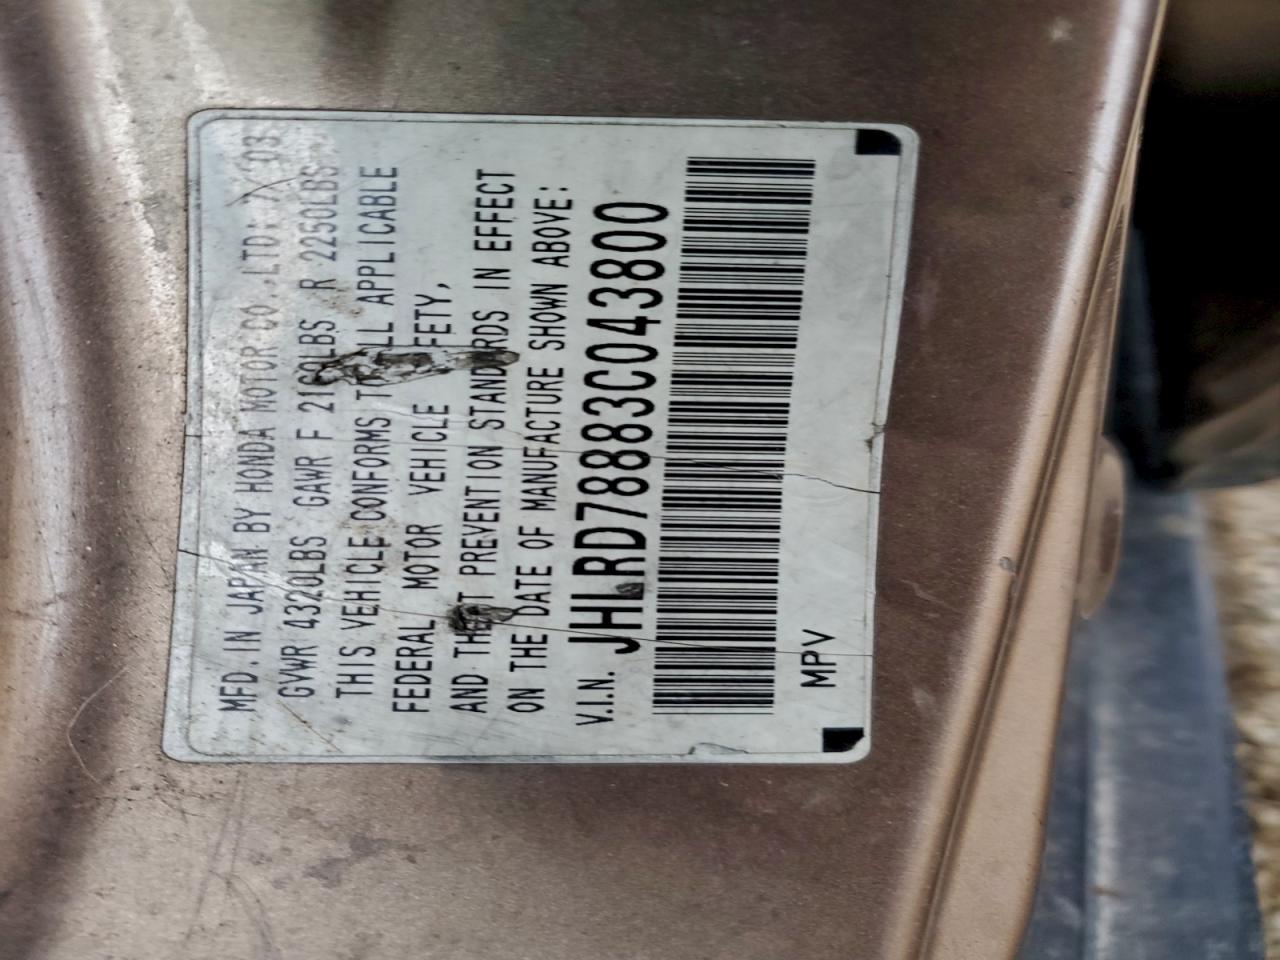 MFD. IN JAPAN BY HONDA MOTOR CO.,LTD: 7/03
GVWR 4320LBS GAWR F 2160LBS R 2250LBS
THIS VEHICLE CONFORMS TO ALL APPLICABLE
FEDERAL MOTOR VEHICLE FETY,
AND THEFT PREVENTION STANDARDS IN EFFECT
ON THE DATE OF MANUFACTURE SHOWN ABOVE:
V.I.N. JHLRD78883C043800
MPV